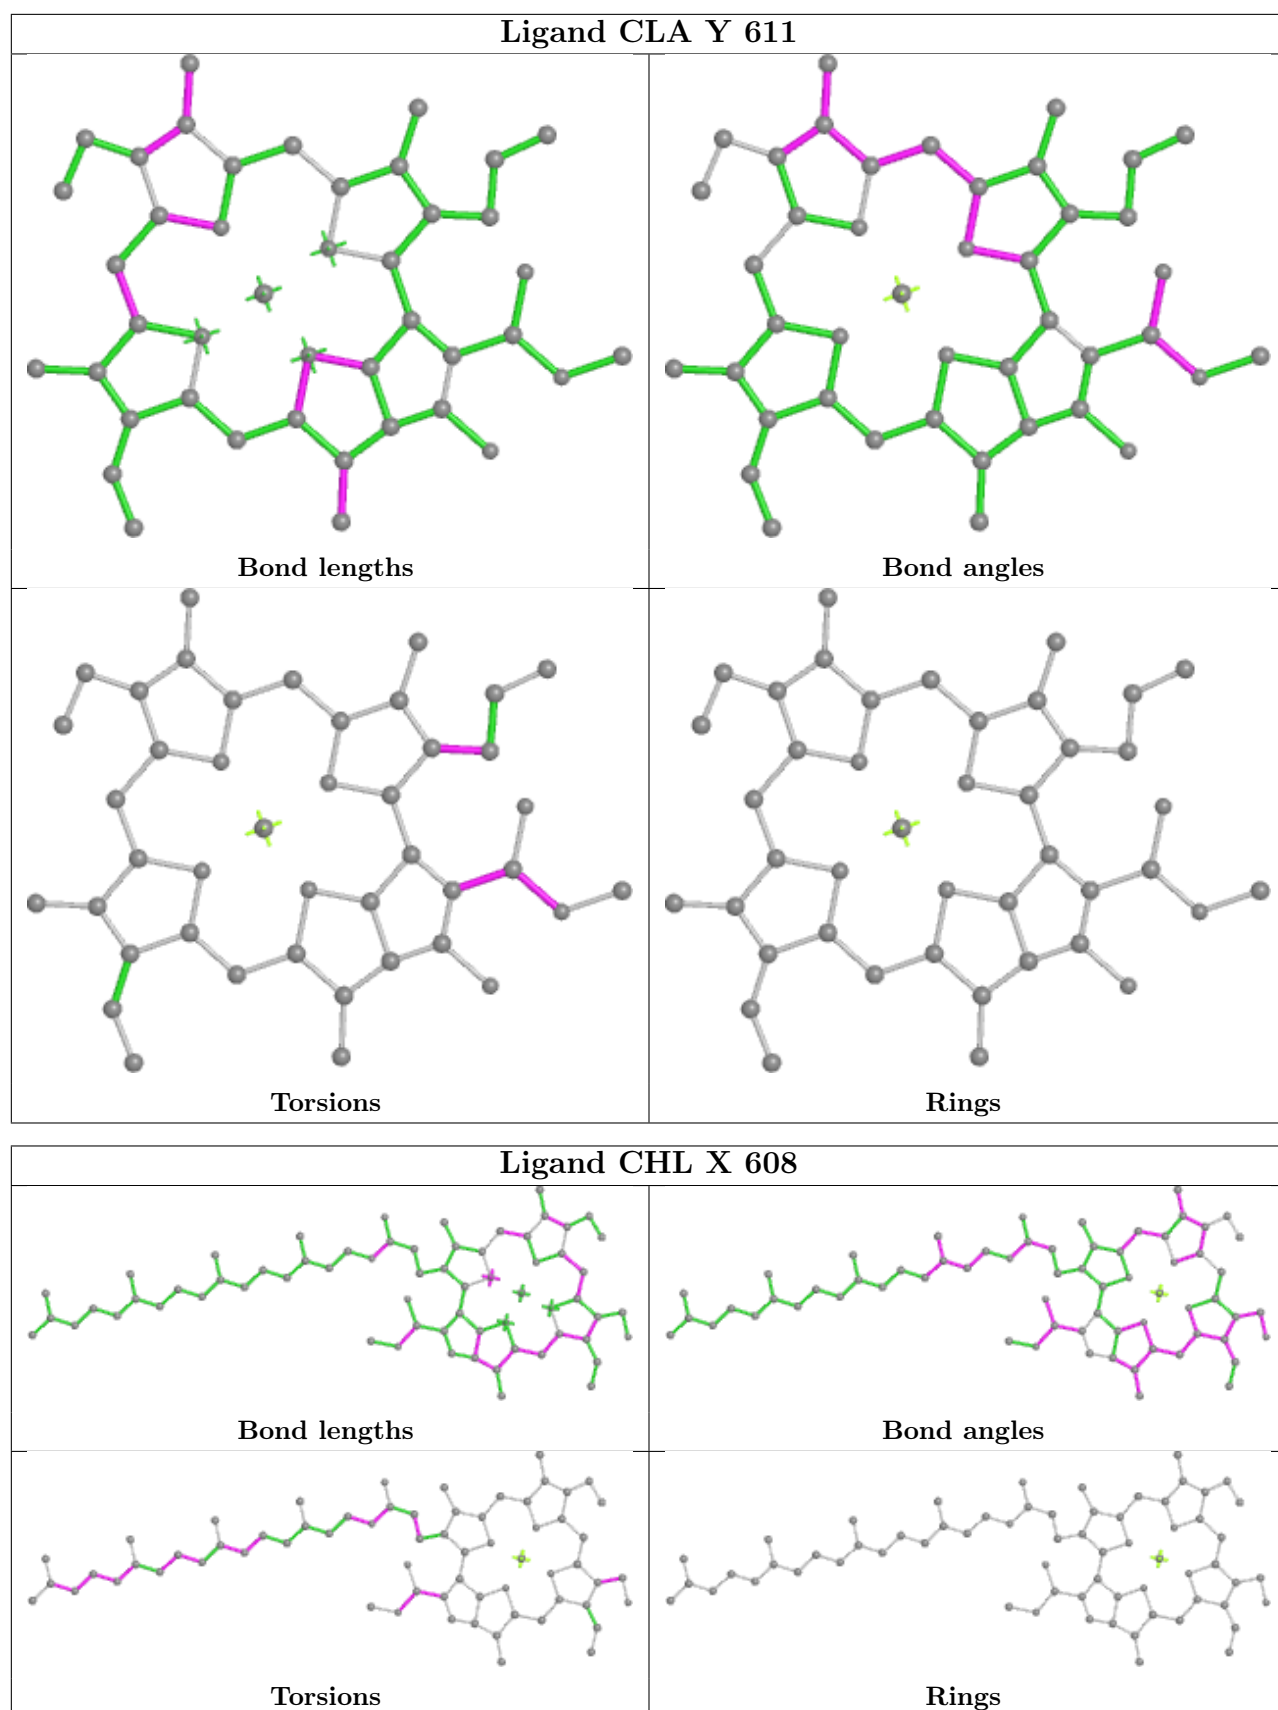 Ligand CLA Y 611
Bond lengths
Bond angles
Torsions
Rings
Ligand CHL X 608
Bond lengths
Bond angles
Torsions
Rings